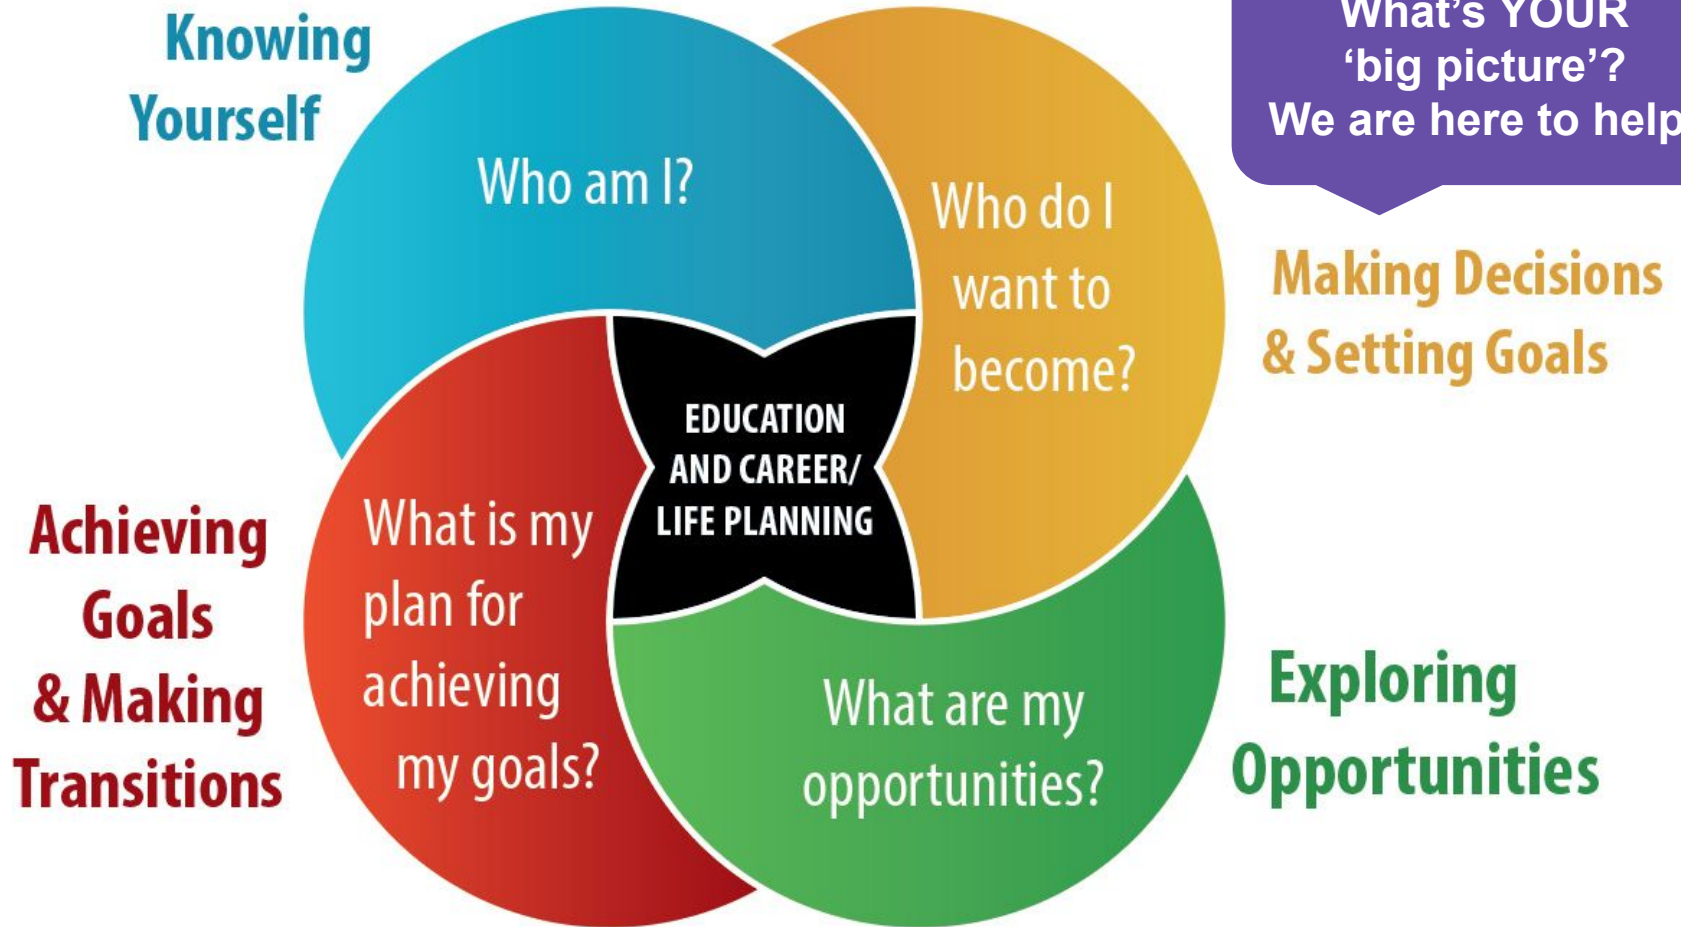 Knowing
Yourself
Who am I?
What's YOUR
‘big picture’?
We are here to help
Who do I
want to
become?
Making Decisions
& Setting Goals
EDUCATION
AND CAREER/
LIFE PLANNING
Achieving
Goals
& Making
Transitions
What is my
plan for
achieving
my goals?
What are my
opportunities?
Exploring
Opportunities